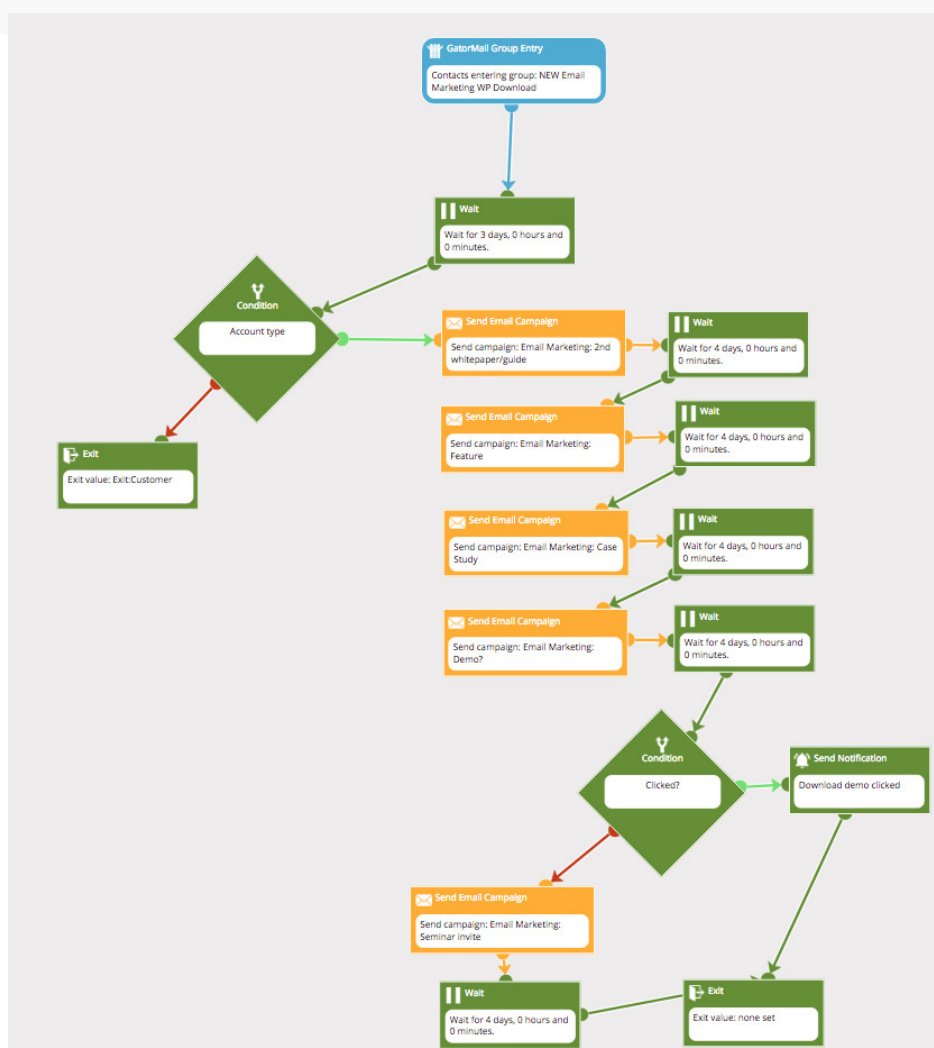 GatorMail Group Entry
Contacts entering group: NEW Email
Marketing WP Download
Wait
Wait for 3 days, 0 hours and
0 minutes.
Condition
Account type
Exit
Exit value: Exit:Customer
Send Email Campaign
Send campaign: Email Marketing: 2nd
whitepaper/guide
Wait
Wait for 4 days, 0 hours and
0 minutes.
Send Email Campaign
Send campaign: Email Marketing:
Feature
Wait
Wait for 4 days, 0 hours and
0 minutes.
Send Email Campaign
Send campaign: Email Marketing: Case
Study
Wait
Wait for 4 days, 0 hours and
0 minutes.
Send Email Campaign
Send campaign: Email Marketing:
Demo?
Wait
Wait for 4 days, 0 hours and
0 minutes.
Condition
Clicked?
Send Notification
Download demo clicked
Send Email Campaign
Send campaign: Email Marketing:
Seminar invite
Wait
Wait for 4 days, 0 hours and
0 minutes.
Exit
Exit value: none set